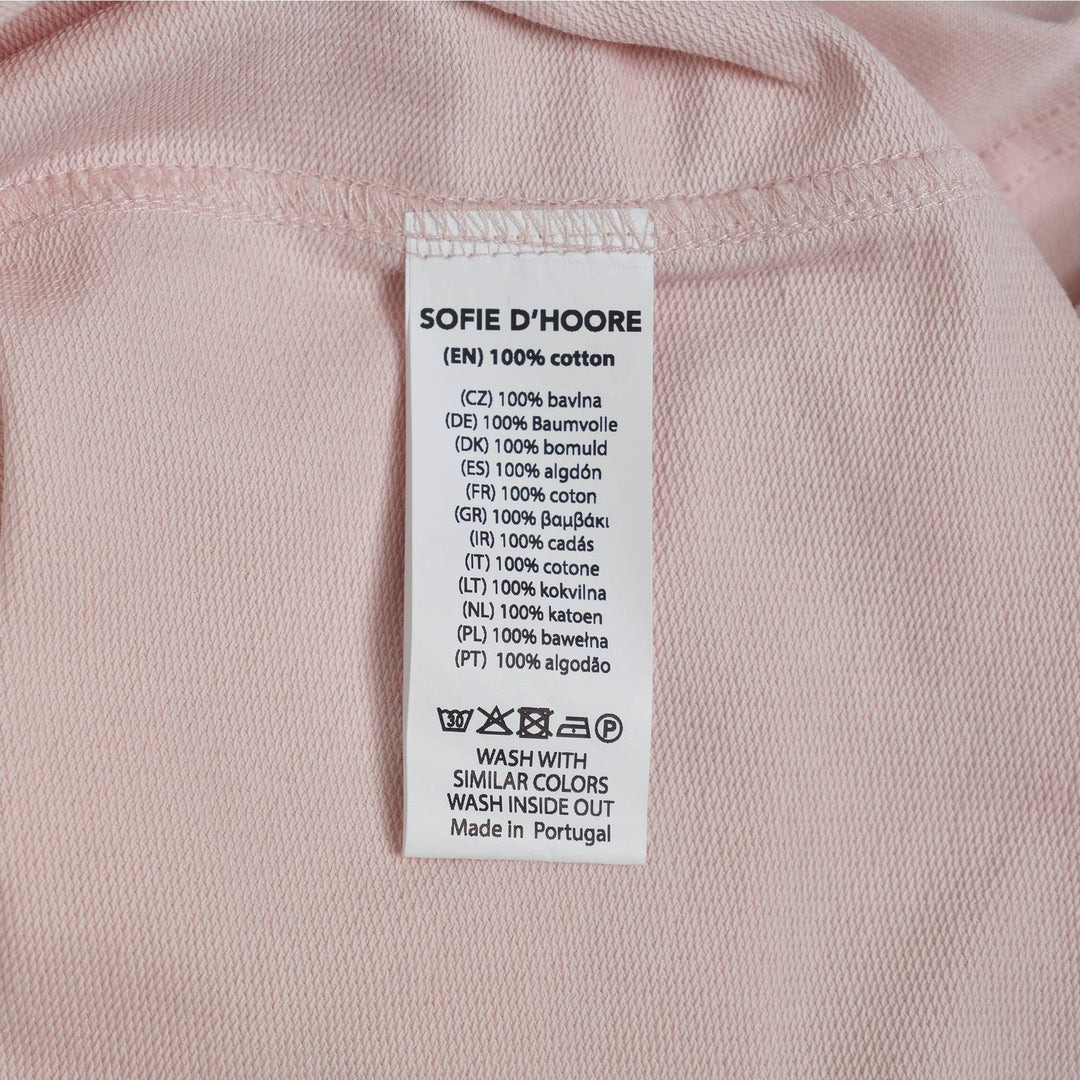 SOFIE D'HOORE
(EN) 100% cotton
(CZ) 100% bavlna
(DE) 100% Baumvolle
(DK) 100% bomuld
(ES) 100% algdón
(FR) 100% coton
(GR) 100% βαμβάκι
(IR) 100% cadás
(IT) 100% cotone
(LT) 100% kokvilna
(NL) 100% katoen
(PL) 100% bawełna
(PT) 100% algodão
30 P
WASH WITH
SIMILAR COLORS
WASH INSIDE OUT
Made in Portugal